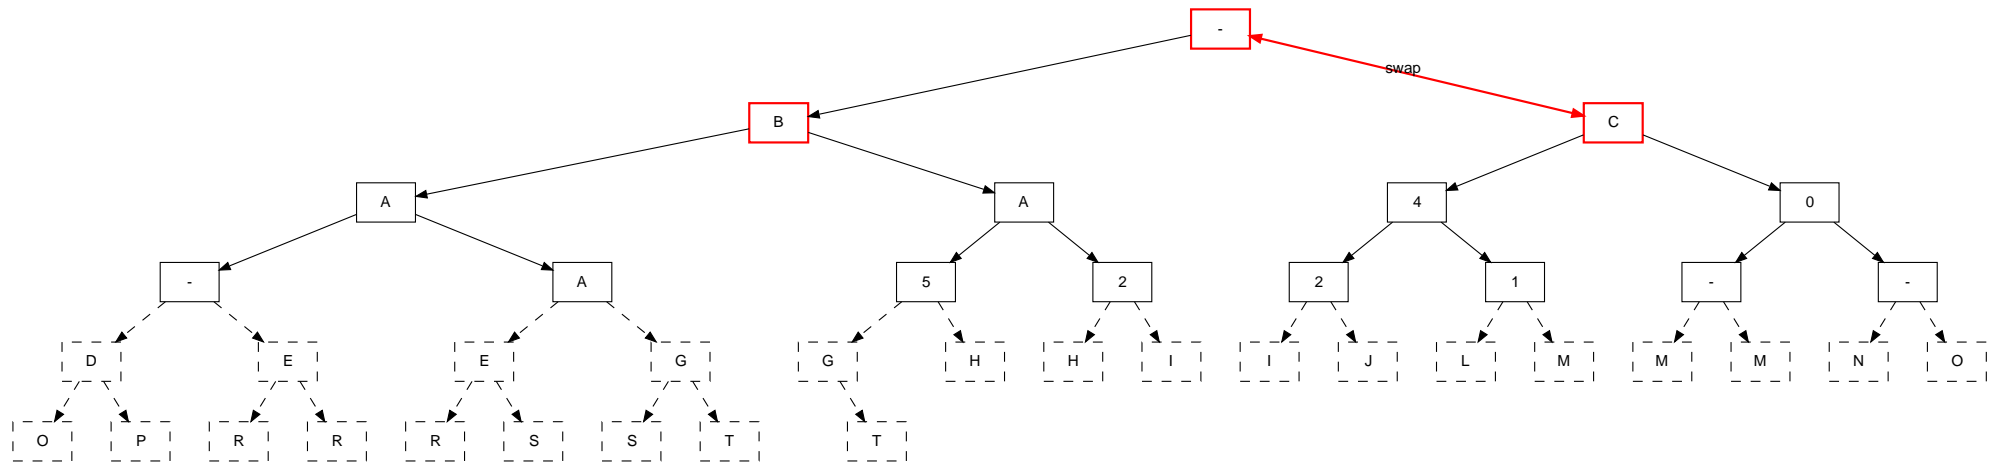 -
swap
B C
A A 4 0
- A 5 2 2 1 - -
D E E G G H H I I J L M M M N O
O P R R R S S T T